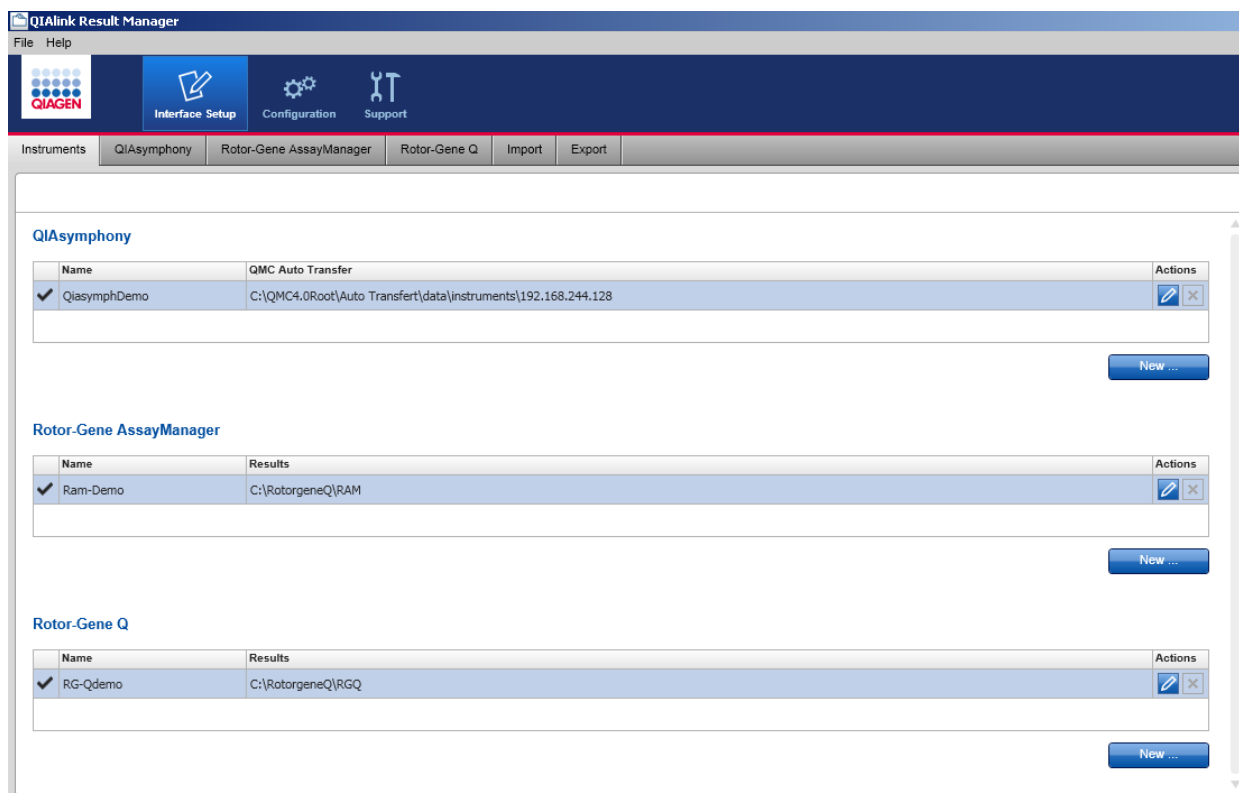 QIAlink Result Manager
File Help
QIAGEN
Interface Setup Configuration Support
Instruments QIAsymphony Rotor-Gene AssayManager Rotor-Gene Q Import Export
QIAsymphony
Name QMC Auto Transfer Actions
QiasymphDemo C:\QMC4.0Root\Auto Transfert\data\instruments\192.168.244.128
New ...
Rotor-Gene AssayManager
Name Results Actions
Ram-Demo C:\RotorgeneQ\RAM
New ...
Rotor-Gene Q
Name Results Actions
RG-Qdemo C:\RotorgeneQ\RGQ
New ...